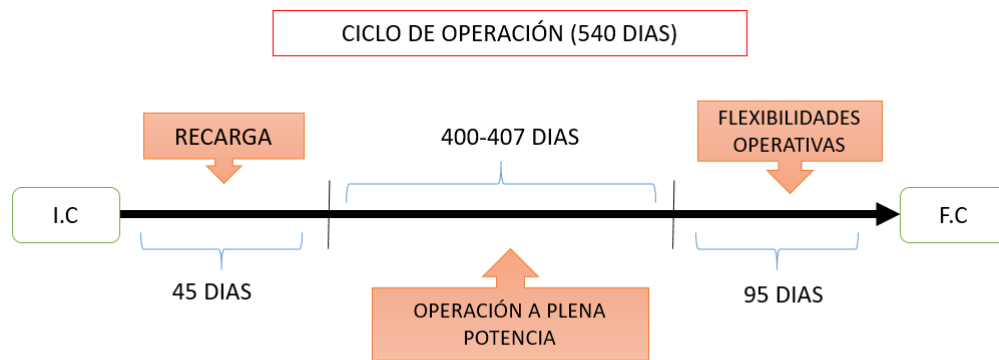 CICLO DE OPERACIÓN (540 DIAS)
RECARGA
400-407 DIAS
FLEXIBILIDADES
OPERATIVAS
I.C
F.C
45 DIAS
OPERACIÓN A PLENA
POTENCIA
95 DIAS